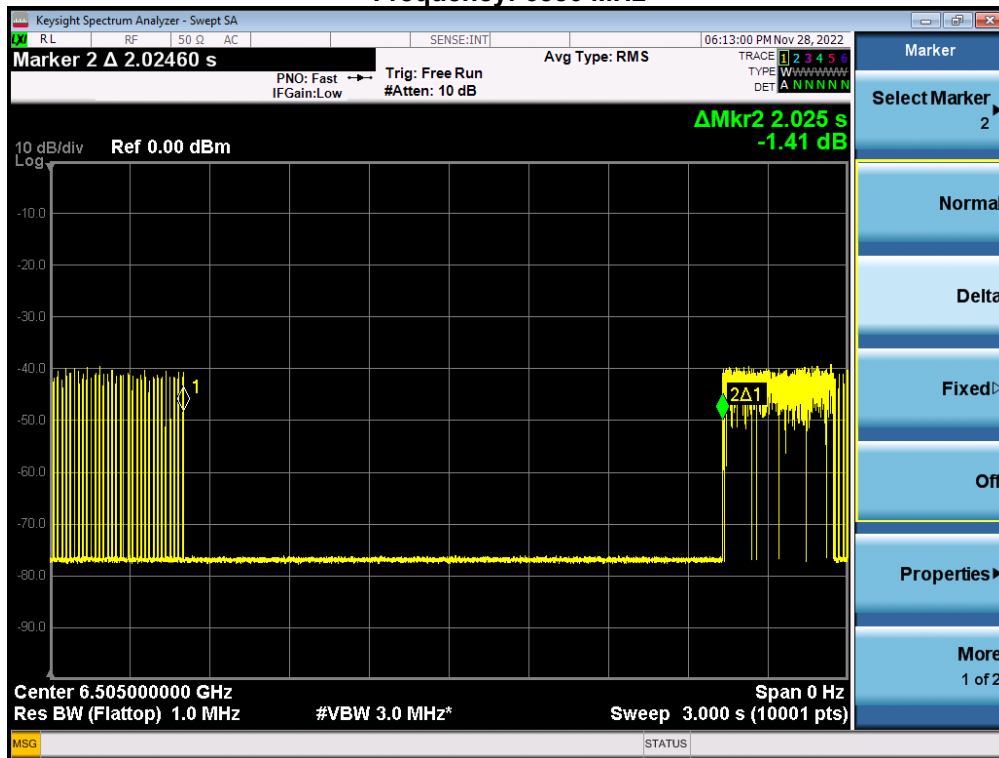 Keysight Spectrum Analyzer - Swept SA
LXI RL RF 50 Ω AC SENSE:INT 06:13:00 PM Nov 28, 2022
Marker 2 Δ 2.02460 s
PNO: Fast
IFGain:Low
Trig: Free Run
#Atten: 10 dB
Avg Type: RMS
TRACE 1 2 3 4 5 6
TYPE WWWWWW
DET A N N N N N
ΔMkr2 2.025 s
-1.41 dB
10 dB/div Ref 0.00 dBm
Log
-10.0
-20.0
-30.0
-40.0
-50.0
-60.0
-70.0
-80.0
-90.0
1
2Δ1
Center 6.505000000 GHz Span 0 Hz
Res BW (Flattop) 1.0 MHz #VBW 3.0 MHz* Sweep 3.000 s (10001 pts)
MSG STATUS
Marker
Select Marker
2
Normal
Delta
Fixed
Off
Properties
More
1 of 2